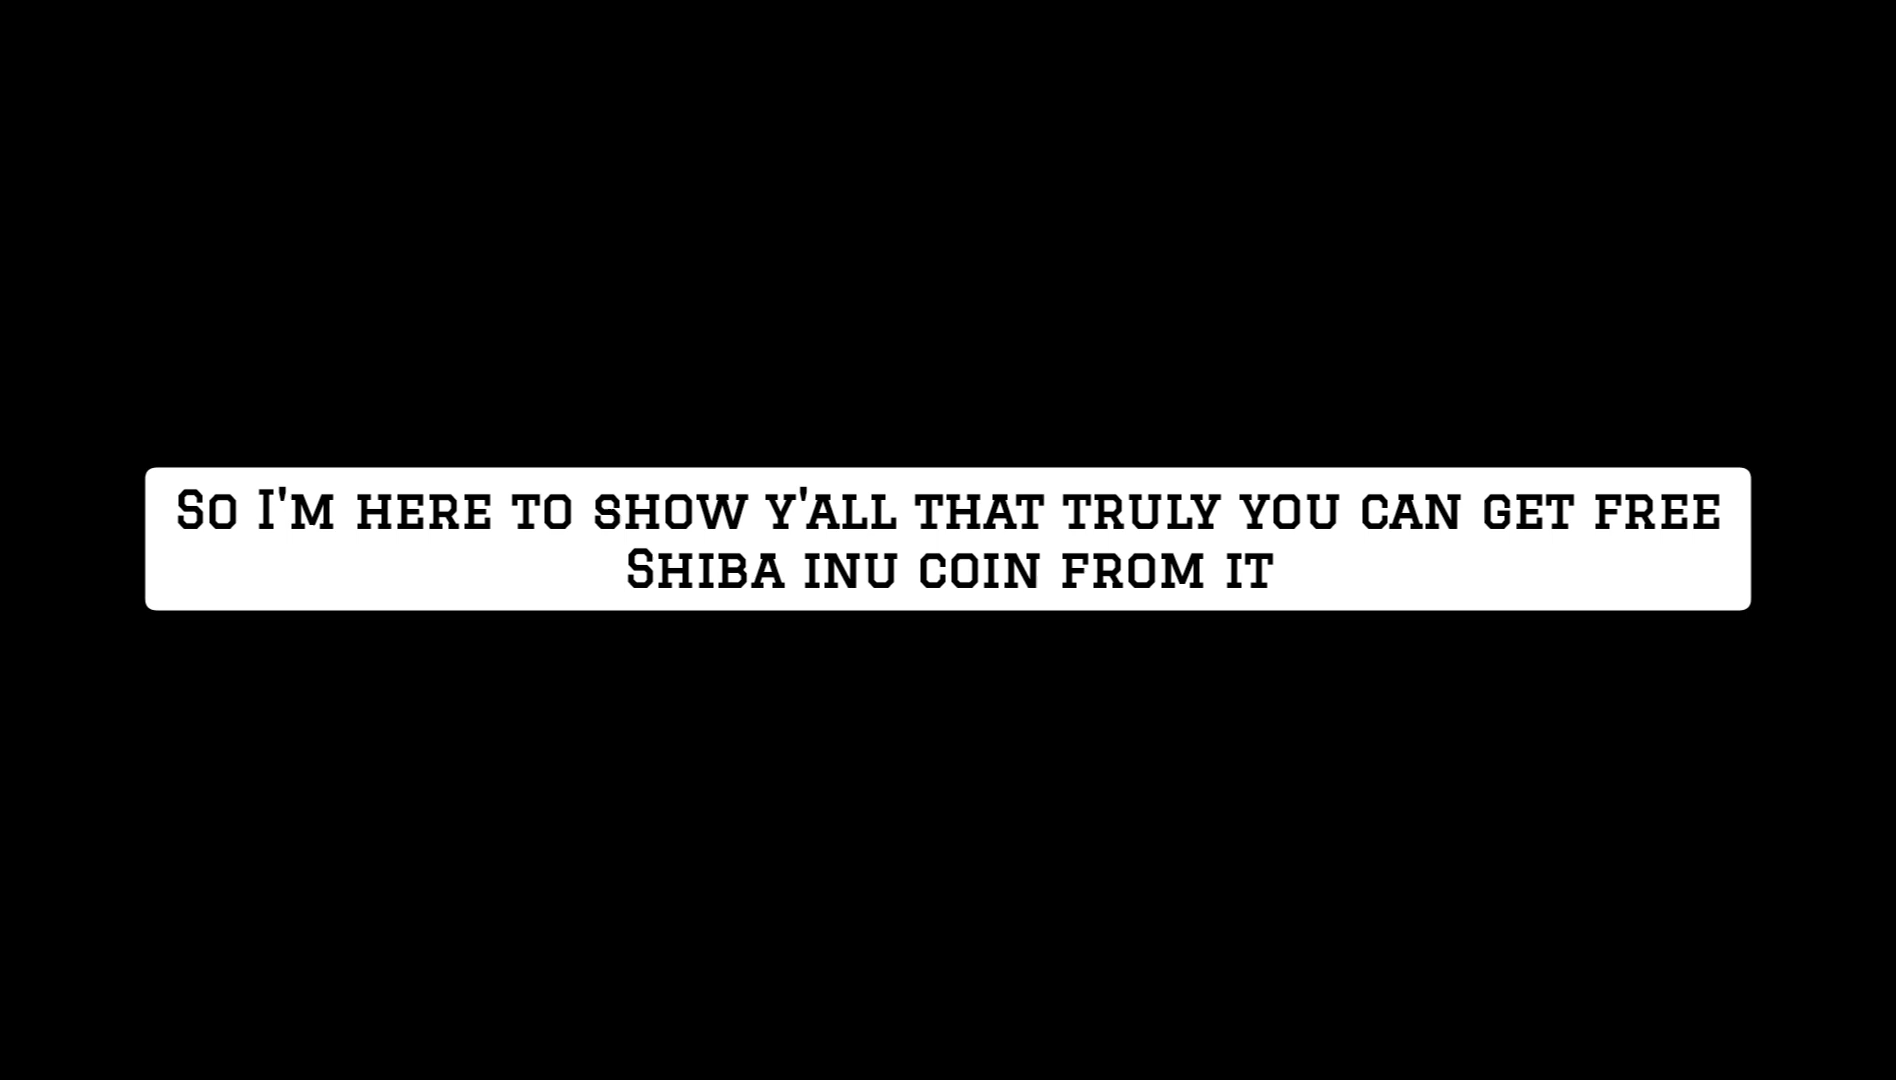 So I'm here to show y'all that truly you can get free
Shiba inu coin from it